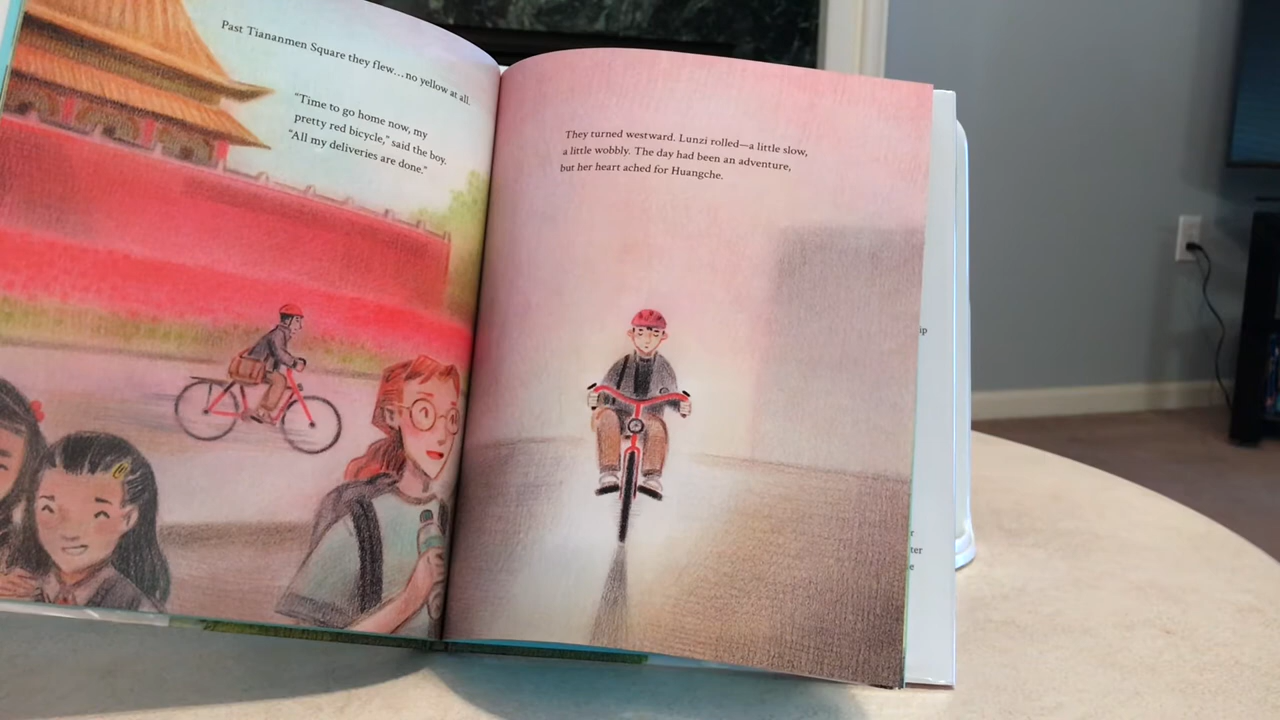 Past Tiananmen Square they flew...no yellow at all.
"Time to go home now, my
pretty red bicycle," said the boy.
"All my deliveries are done."
They turned westward. Lunzi rolled—a little slow,
a little wobbly. The day had been an adventure,
but her heart ached for Huangche.